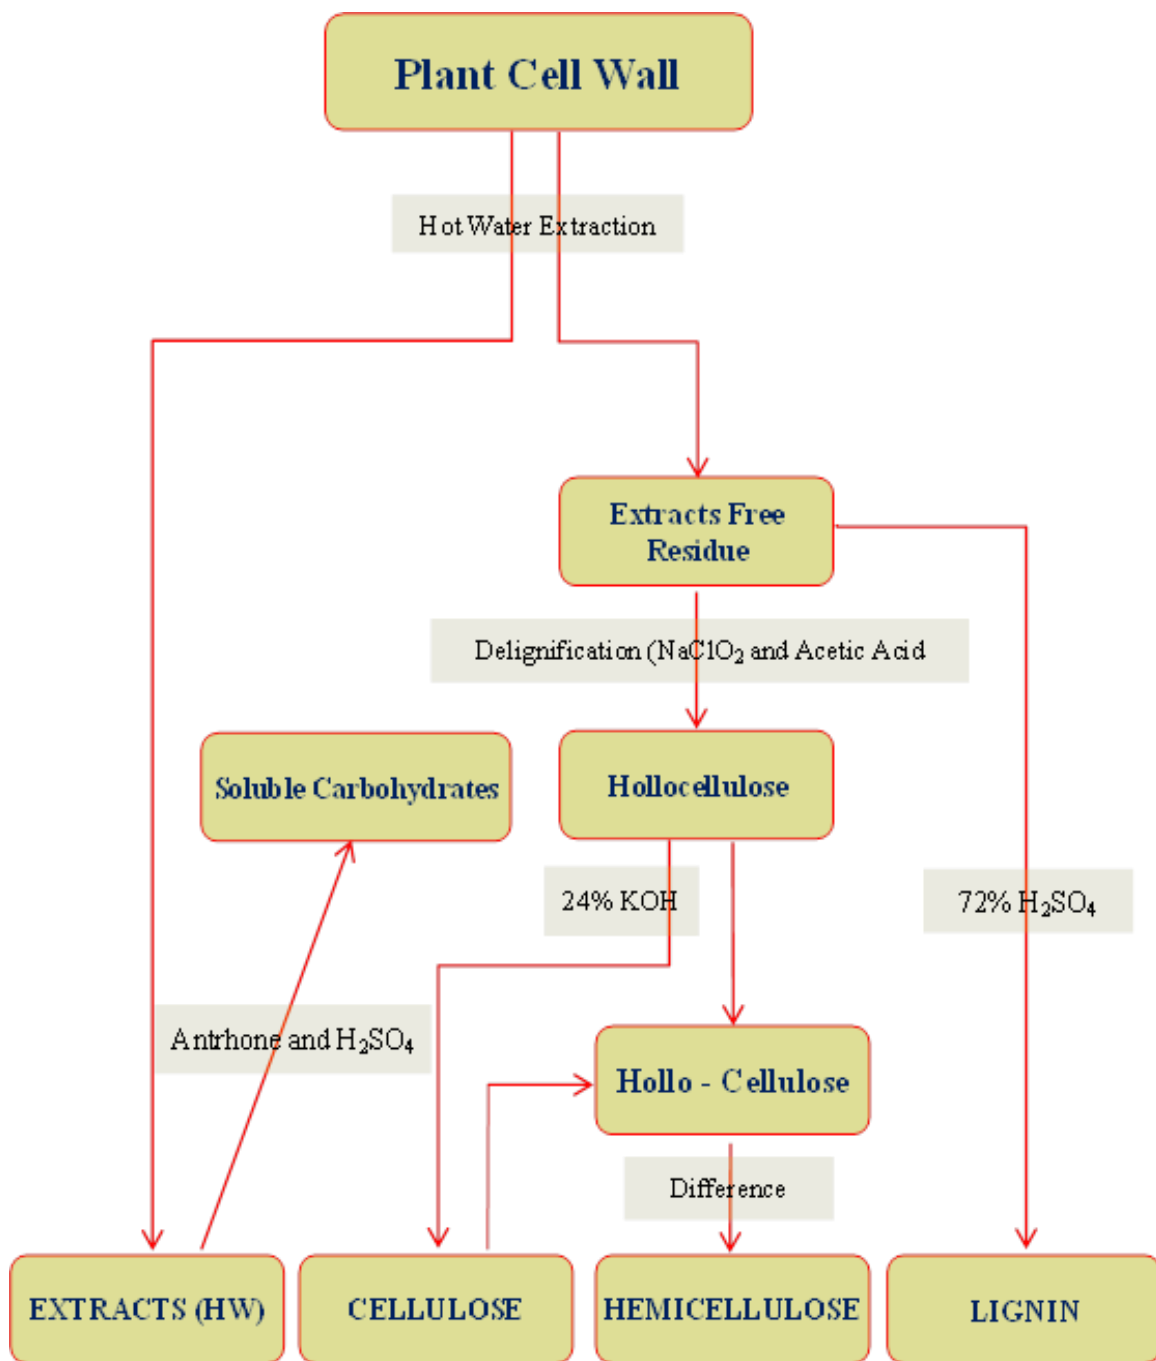 Plant Cell Wall
Hot Water Extraction
Extracts Free
Residue
Delignification (NaClO₂ and Acetic Acid
Soluble Carbohydrates
Hollocellulose
24% KOH
72% H₂SO₄
Antrhone and H₂SO₄
Hollo - Cellulose
Difference
EXTRACTS (HW)
CELLULOSE
HEMICELLULOSE
LIGNIN